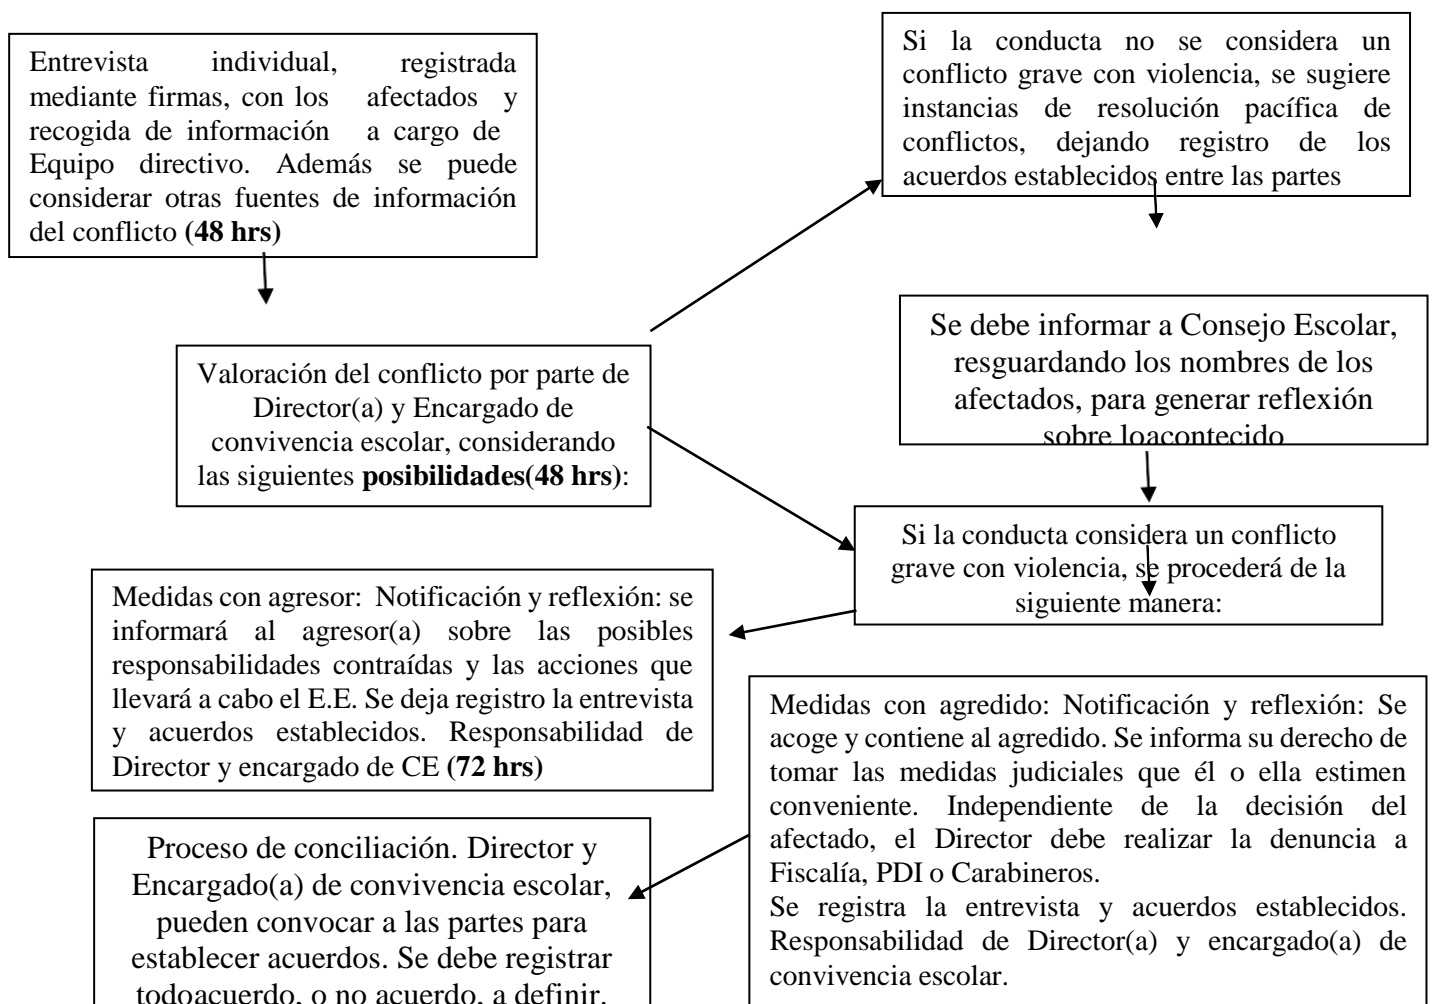 Entrevista individual, registrada
mediante firmas, con los afectados y
recogida de información a cargo de
Equipo directivo. Además se puede
considerar otras fuentes de información
del conflicto (48 hrs)
Si la conducta no se considera un
conflicto grave con violencia, se sugiere
instancias de resolución pacífica de
conflictos, dejando registro de los
acuerdos establecidos entre las partes
Valoración del conflicto por parte de
Director(a) y Encargado de
convivencia escolar, considerando
las siguientes posibilidades(48 hrs):
Se debe informar a Consejo Escolar,
resguardando los nombres de los
afectados, para generar reflexión
sobre loacontecido
Si la conducta considera un conflicto
grave con violencia, se procederá de la
siguiente manera:
Medidas con agresor: Notificación y reflexión: se
informará al agresor(a) sobre las posibles
responsabilidades contraídas y las acciones que
llevará a cabo el E.E. Se deja registro la entrevista
y acuerdos establecidos. Responsabilidad de
Director y encargado de CE (72 hrs)
Medidas con agredido: Notificación y reflexión: Se
acoge y contiene al agredido. Se informa su derecho de
tomar las medidas judiciales que él o ella estimen
conveniente. Independiente de la decisión del
afectado, el Director debe realizar la denuncia a
Fiscalía, PDI o Carabineros.
Se registra la entrevista y acuerdos establecidos.
Responsabilidad de Director(a) y encargado(a) de
convivencia escolar.
Proceso de conciliación. Director y
Encargado(a) de convivencia escolar,
pueden convocar a las partes para
establecer acuerdos. Se debe registrar
todoacuerdo, o no acuerdo, a definir.